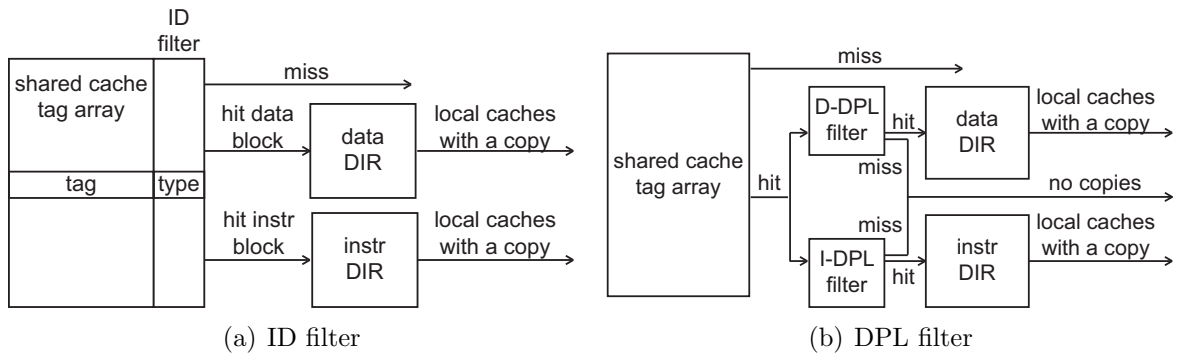 ID
filter
shared cache
tag array
tag
type
miss
hit data
block
data
DIR
local caches
with a copy
hit instr
block
instr
DIR
local caches
with a copy
(a) ID filter
shared cache
tag array
miss
hit
D-DPL
filter
hit
miss
data
DIR
local caches
with a copy
no copies
miss
I-DPL
filter
hit
instr
DIR
local caches
with a copy
(b) DPL filter